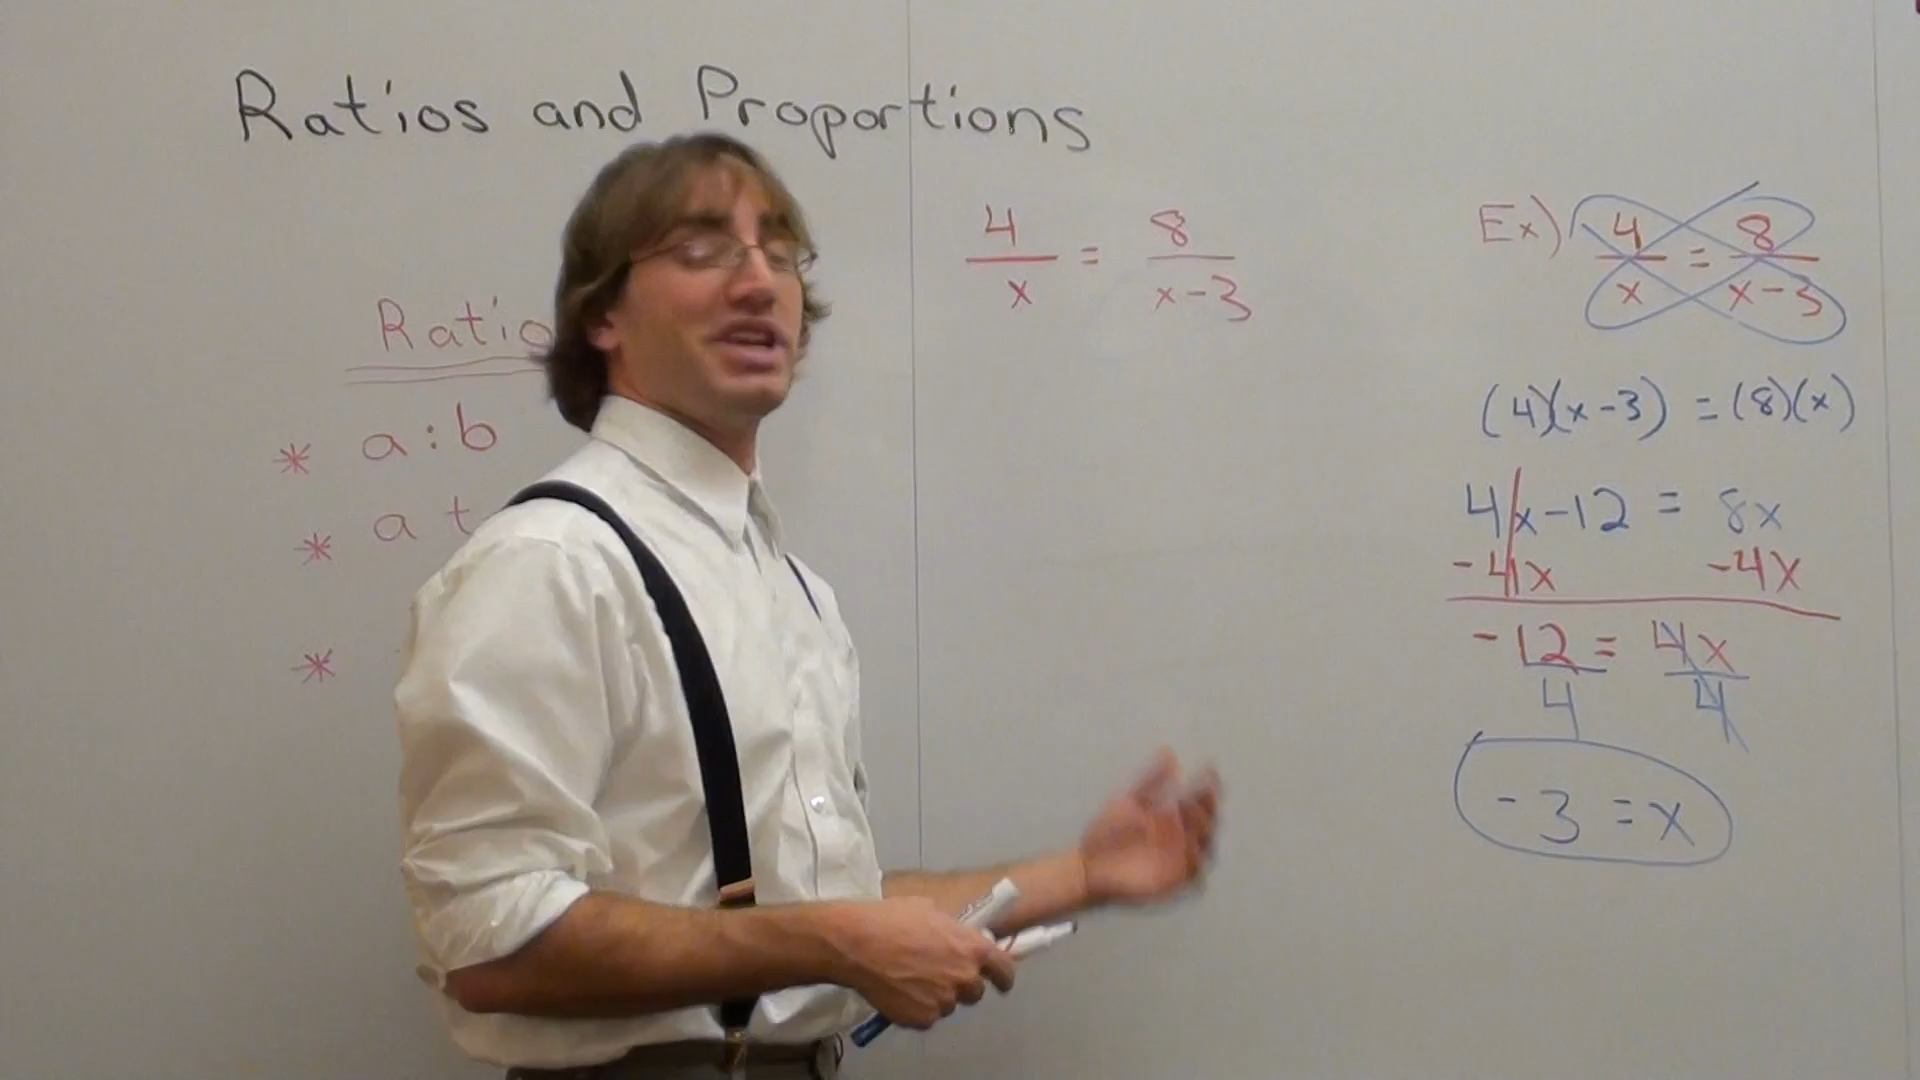 Ratios and Proportions
Ratio
* a:b
* a t
*
4/x = 8/x-3
Ex) 4/x = 8/x-3
(4)(x-3) = (8)(x)
4x-12 = 8x
-4x -4x
-12 = 4x
4 4
-3 = x